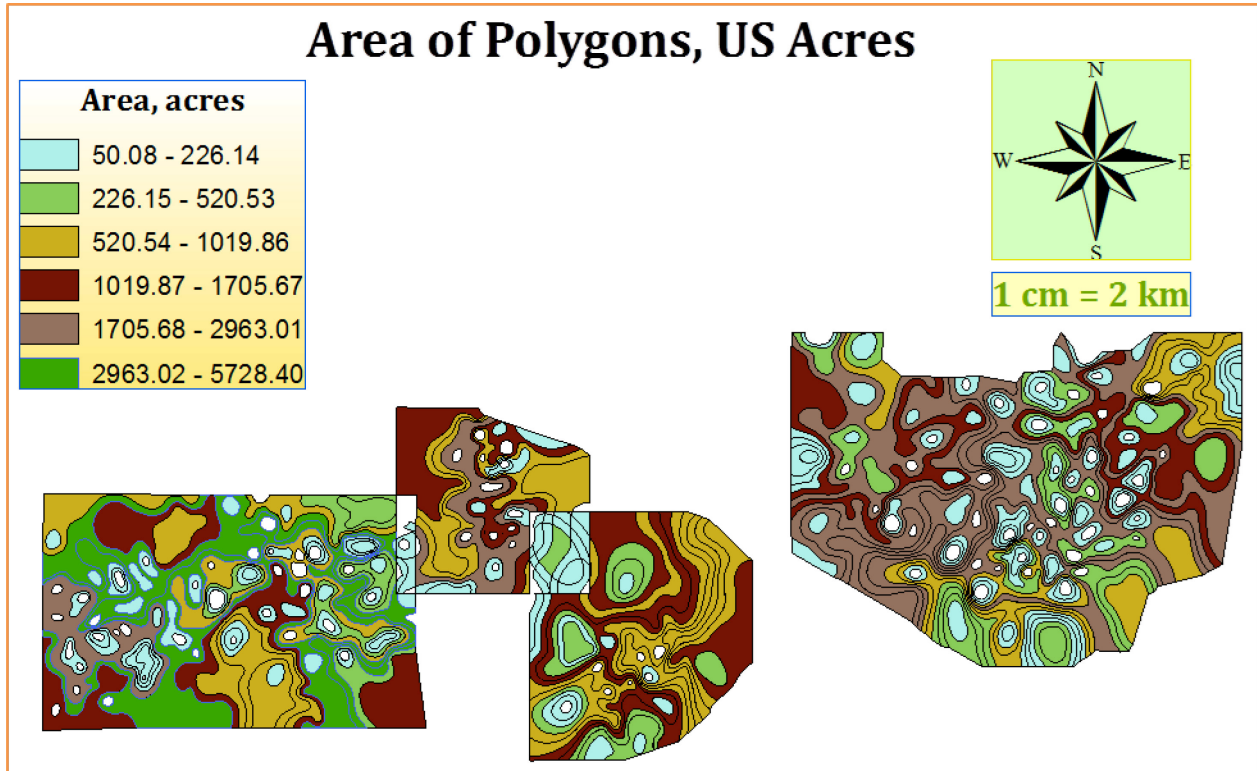 Area of Polygons, US Acres
Area, acres
50.08 - 226.14
226.15 - 520.53
520.54 - 1019.86
1019.87 - 1705.67
1705.68 - 2963.01
2963.02 - 5728.40
N
W E
S
1 cm = 2 km